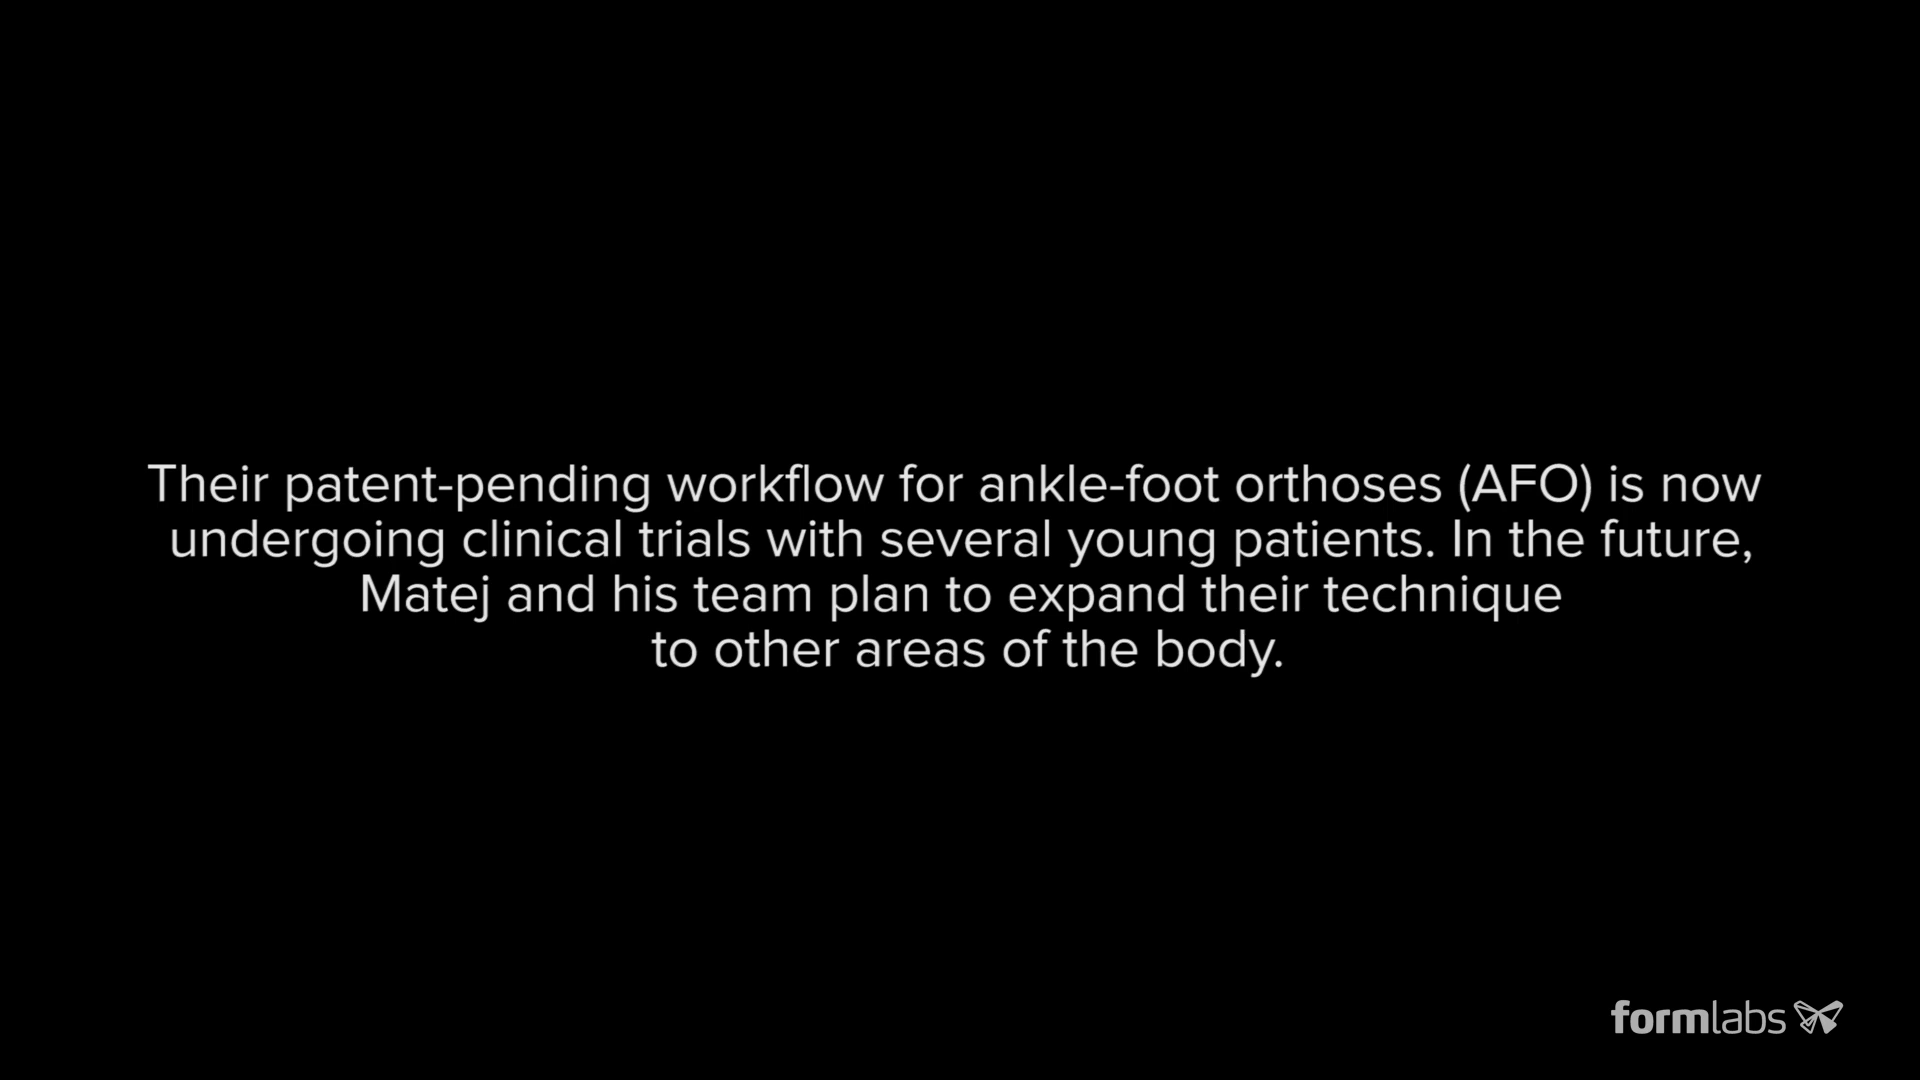 Their patent-pending workflow for ankle-foot orthoses (AFO) is now
undergoing clinical trials with several young patients. In the future,
Matej and his team plan to expand their technique
to other areas of the body.
formlabs